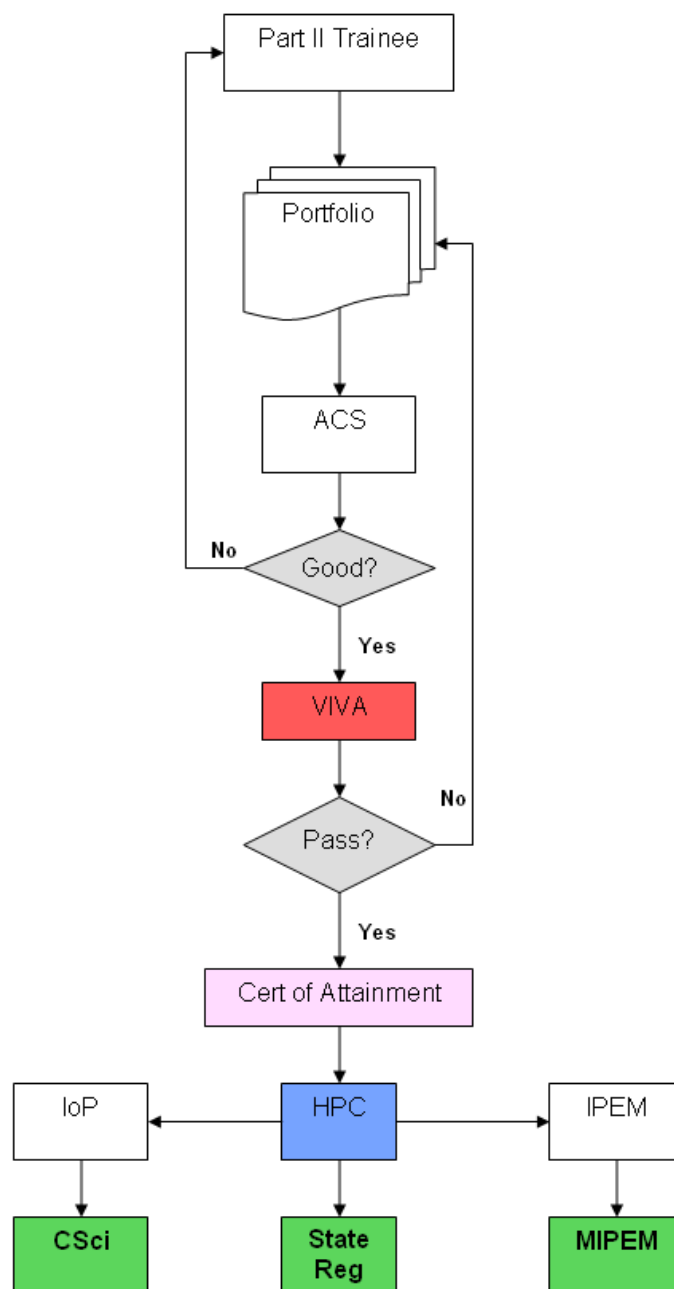 Part II Trainee
Portfolio
ACS
No
Good?
Yes
VIVA
No
Pass?
Yes
Cert of Attainment
IoP
HPC
IPEM
CSci
State
Reg
MIPEM